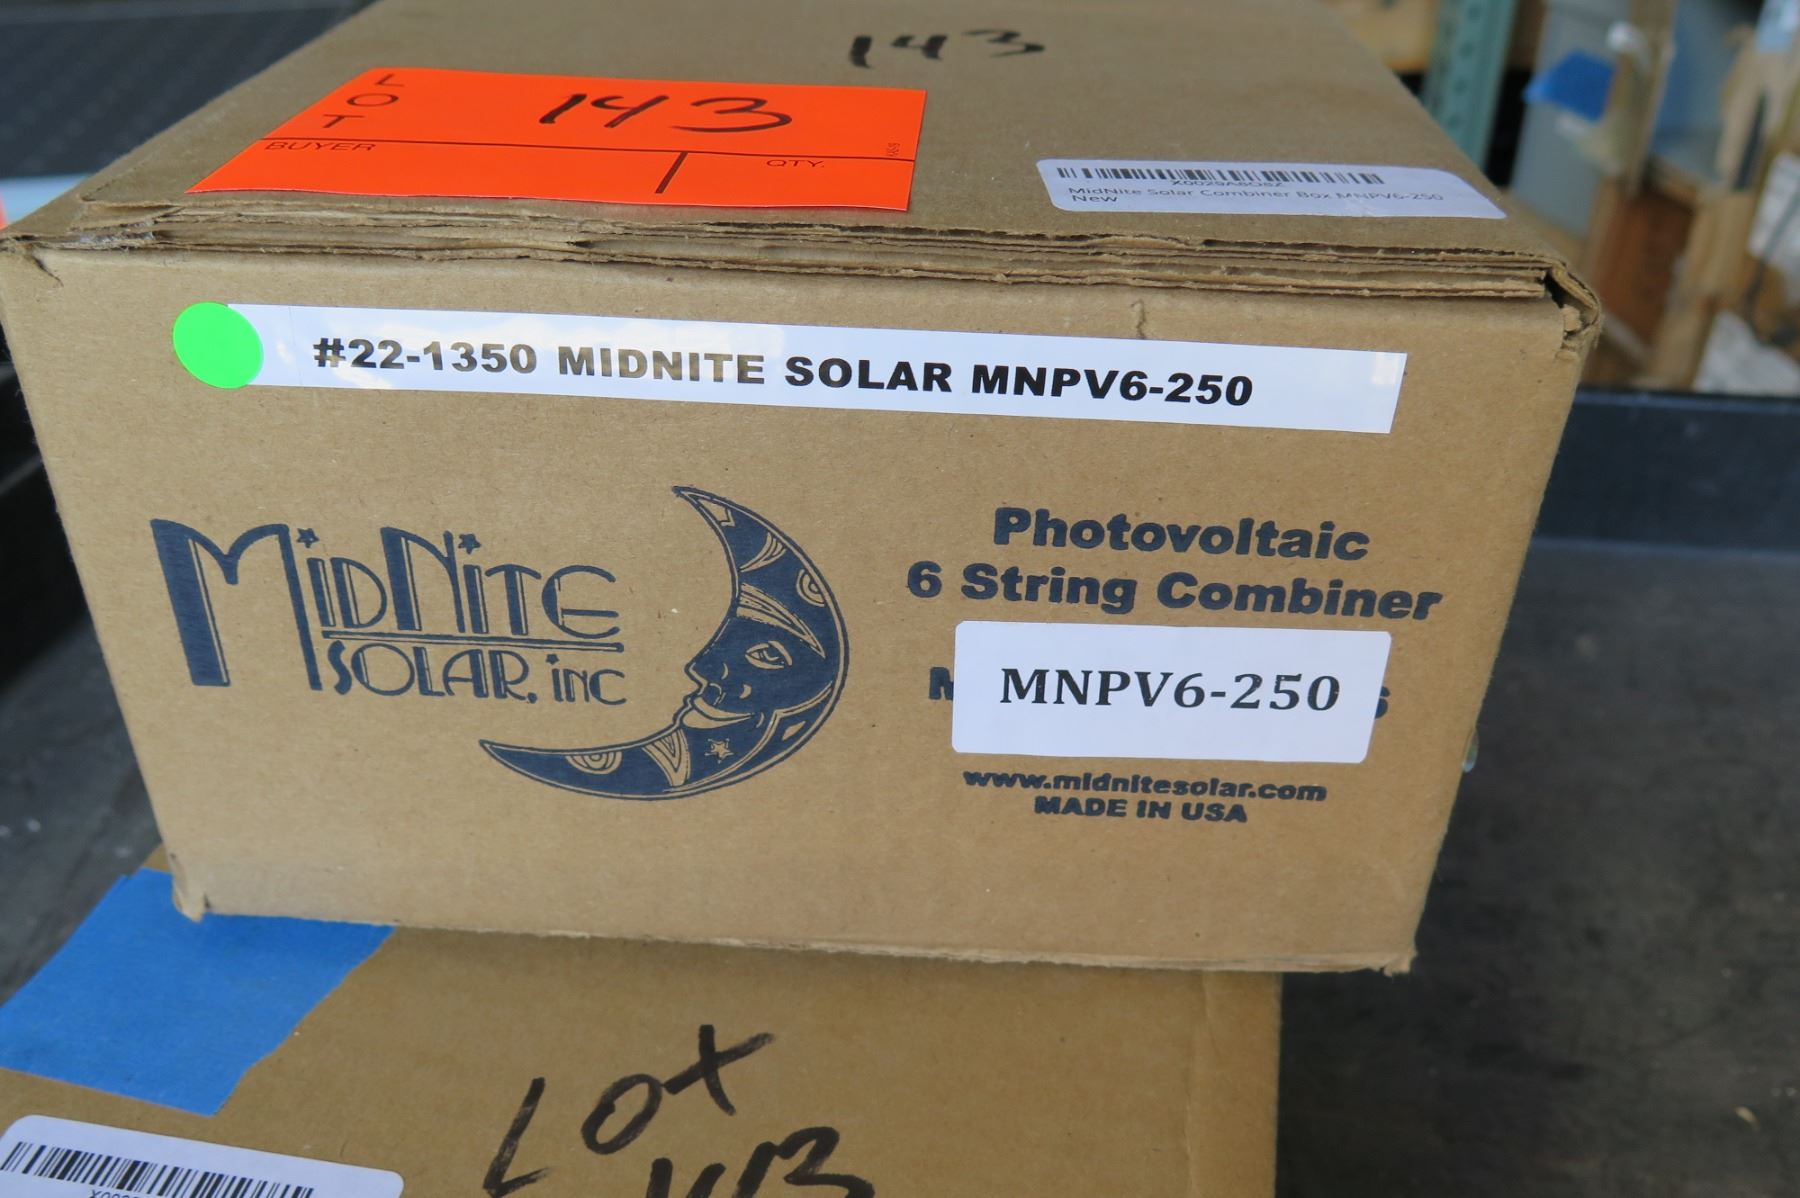 143
LOT
143
BUYER
QTY.
MidNite Solar Combiner Box MNPV6-250
New
#22-1350 MIDNITE SOLAR MNPV6-250
MIDNITE
SOLAR, INC
Photovoltaic
6 String Combiner
MNPV6-250
www.midnitesolar.com
MADE IN USA
LOT